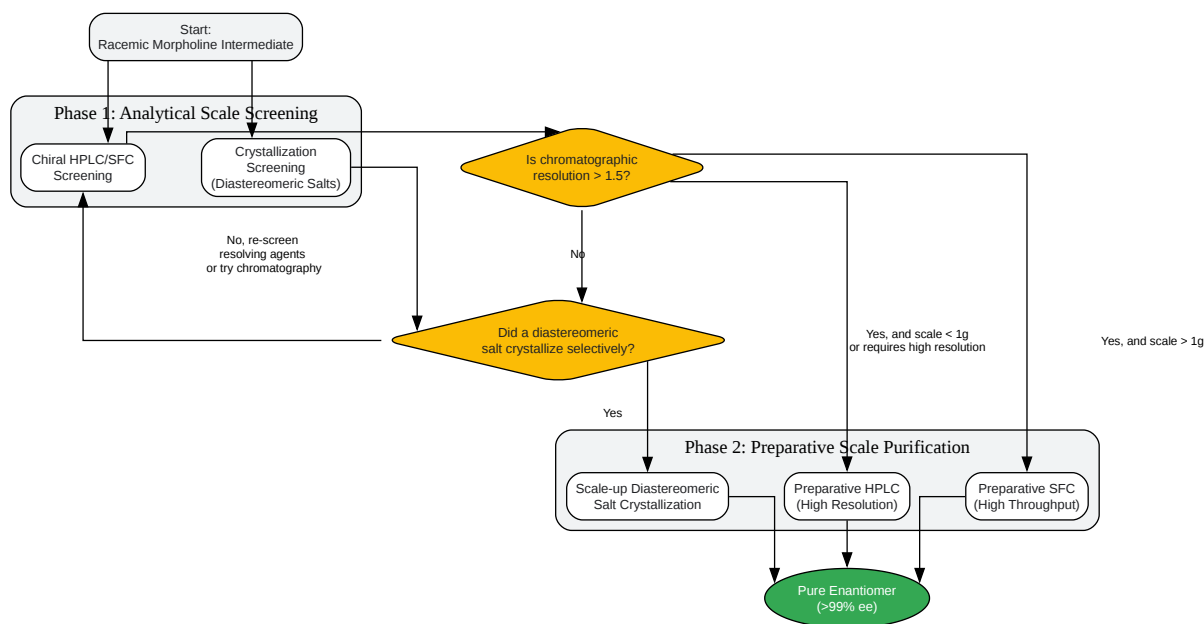 Start:
Racemic Morpholine Intermediate
Phase 1: Analytical Scale Screening
Chiral HPLC/SFC
Screening
Crystallization
Screening
(Diastereomeric Salts)
Is chromatographic
resolution > 1.5?
No, re-screen
resolving agents
or try chromatography
No
Did a diastereomeric
salt crystallize selectively?
Yes, and scale < 1g
or requires high resolution
Yes, and scale > 1g
Yes
Phase 2: Preparative Scale Purification
Scale-up Diastereomeric
Salt Crystallization
Preparative HPLC
(High Resolution)
Preparative SFC
(High Throughput)
Pure Enantiomer
(>99% ee)